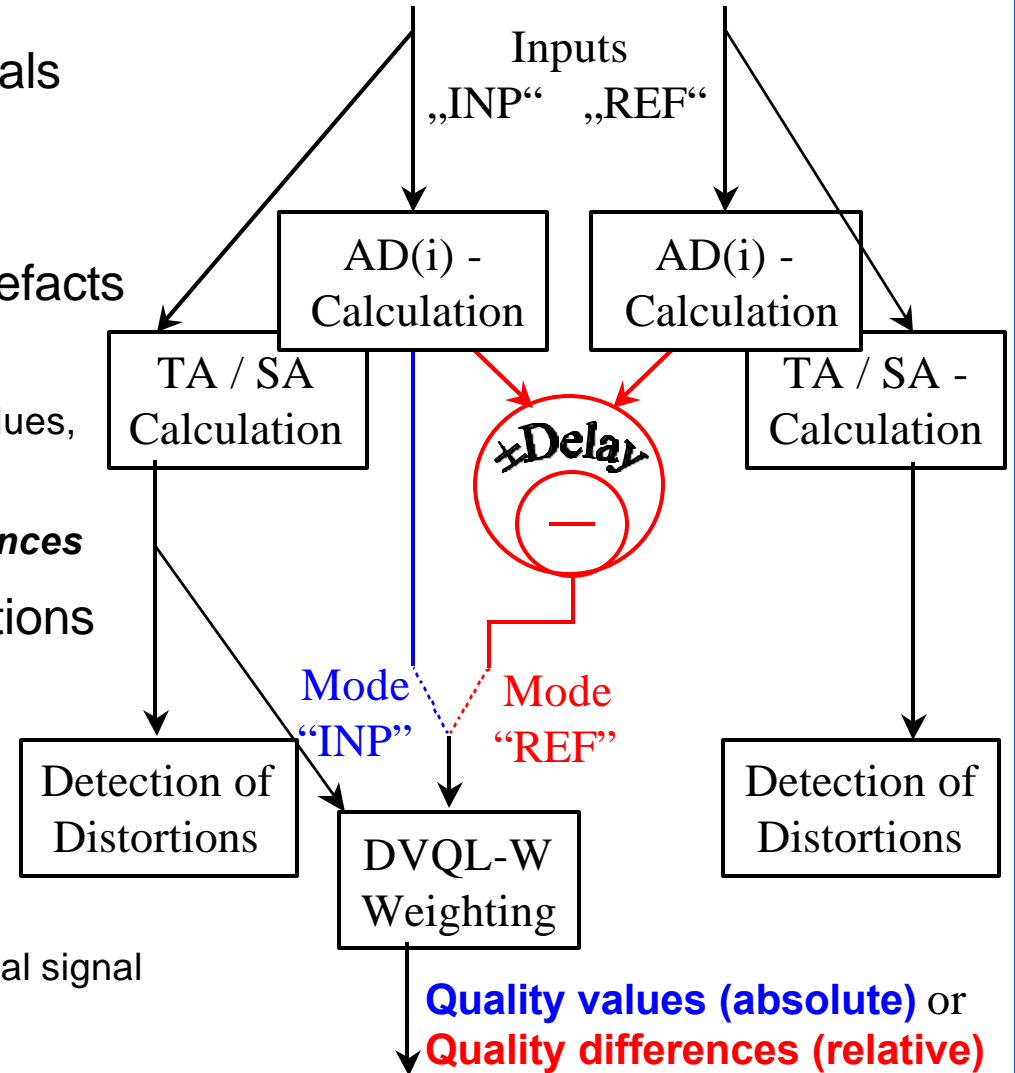 als
efacts
lues,
nces
tions
al signal
Inputs
„INP“ „REF“
AD(i) -
Calculation
AD(i) -
Calculation
TA / SA
Calculation
TA / SA -
Calculation
±Delay
—
Mode
“INP”
Mode
“REF”
Detection of
Distortions
DVQL-W
Weighting
Detection of
Distortions
Quality values (absolute) or
Quality differences (relative)